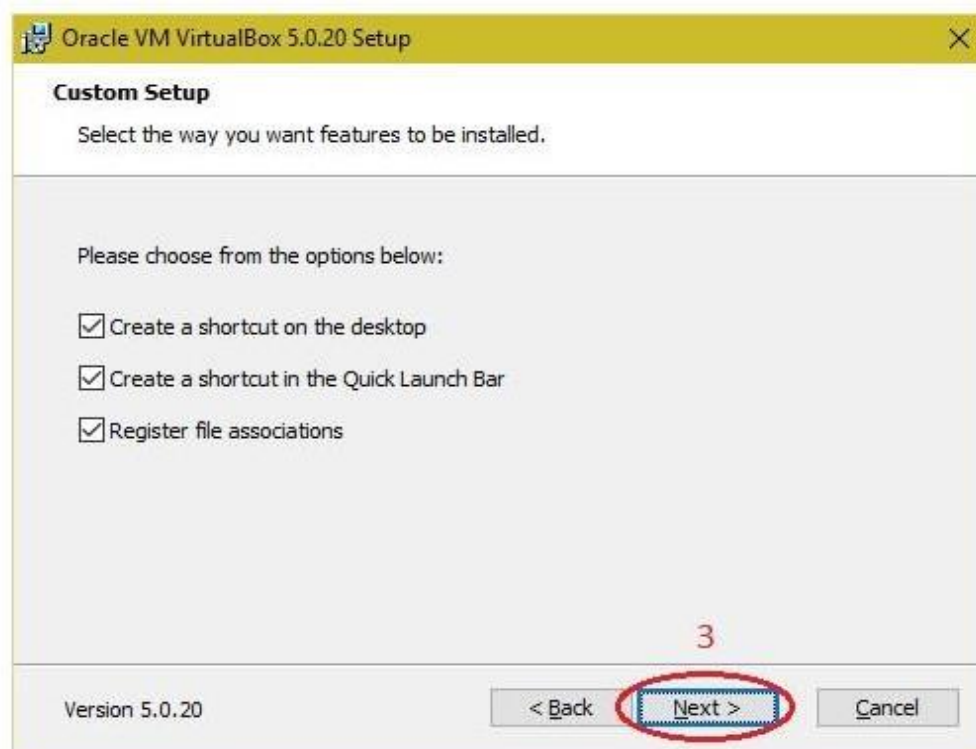 Oracle VM VirtualBox 5.0.20 Setup
Custom Setup
Select the way you want features to be installed.
Please choose from the options below:
Create a shortcut on the desktop
Create a shortcut in the Quick Launch Bar
Register file associations
3
Version 5.0.20
< Back
Next >
Cancel